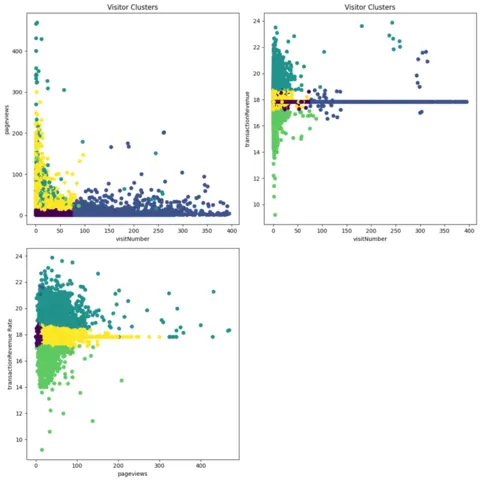 Visitor Clusters
pageviews
400
300
200
100
0
0 50 100 150 200 250 300 350 400
visitNumber
Visitor Clusters
transactionRevenue
24
22
20
18
16
14
12
10
0 50 100 150 200 250 300 350 400
visitNumber
transactionRevenue Rate
24
22
20
18
16
14
12
10
0 100 200 300 400
pageviews